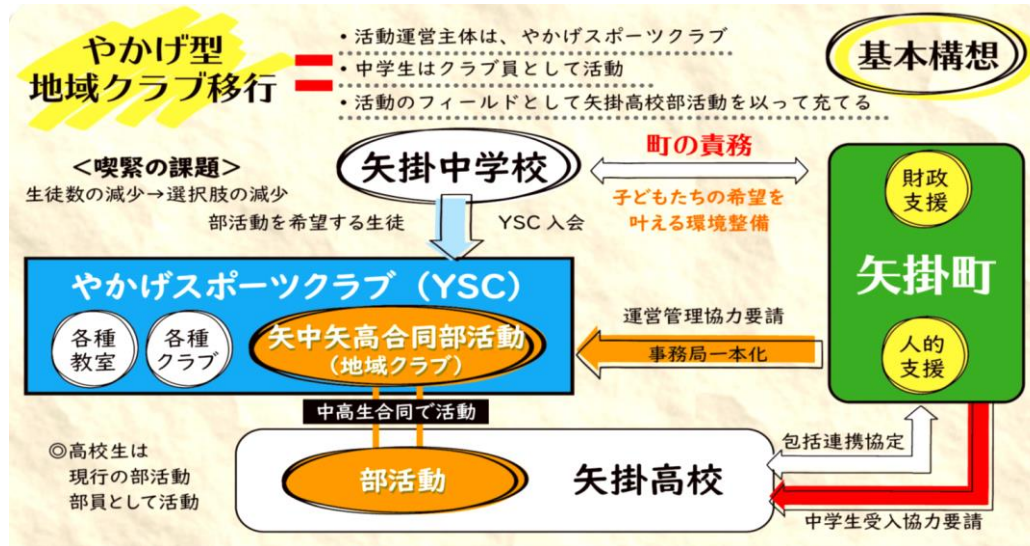 やかげ型
地域クラブ移行
・活動運営主体は、やかげスポーツクラブ
・中学生はクラブ員として活動
・活動のフィールドとして矢掛高校部活動を以って充てる
基本構想
＜喫緊の課題＞
生徒数の減少→選択肢の減少
矢掛中学校
町の責務
子どもたちの希望を
叶える環境整備
部活動を希望する生徒
YSC 入会
財政
支援
矢掛町
人的
支援
やかげスポーツクラブ（YSC）
各種
教室
各種
クラブ
矢中矢高合同部活動
（地域クラブ）
運営管理協力要請
事務局一本化
中高生合同で活動
◎高校生は
現行の部活動
部員として活動
部活動
矢掛高校
包括連携協定
中学生受入協力要請